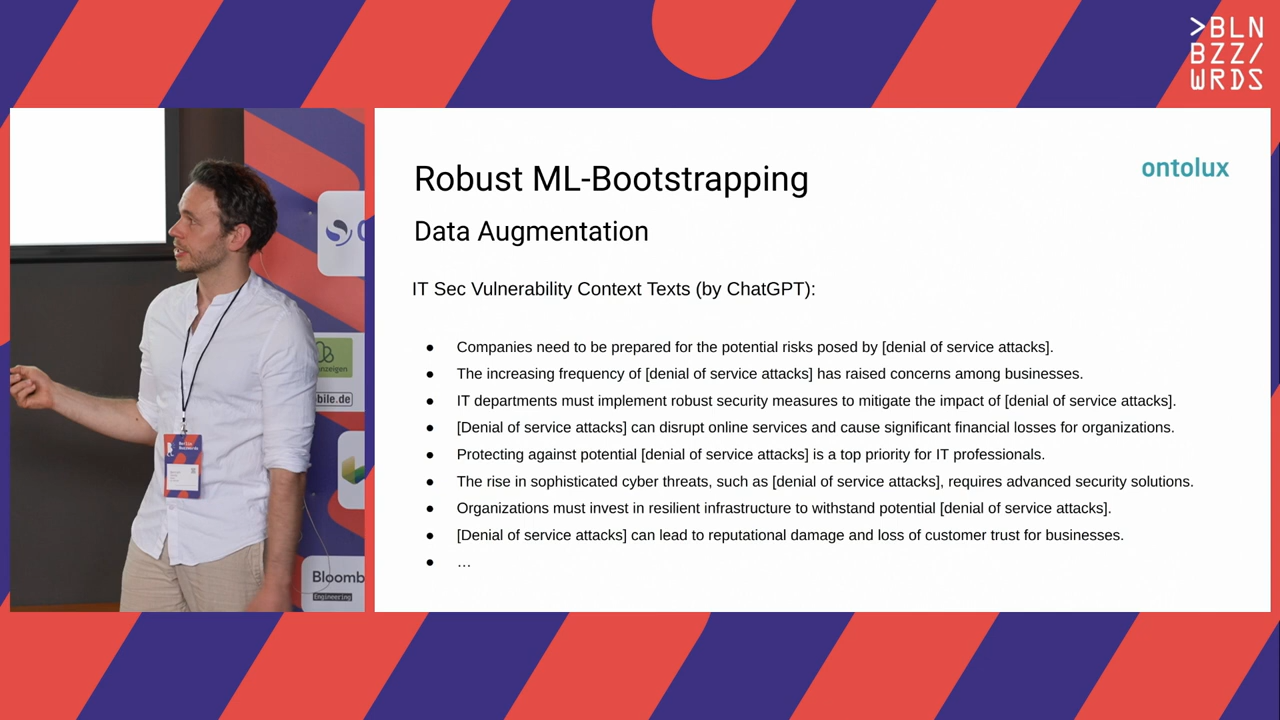 >BLN
BZZ/
WRDS
ontolux
Robust ML-Bootstrapping
Data Augmentation
IT Sec Vulnerability Context Texts (by ChatGPT):
● Companies need to be prepared for the potential risks posed by [denial of service attacks].
● The increasing frequency of [denial of service attacks] has raised concerns among businesses.
● IT departments must implement robust security measures to mitigate the impact of [denial of service attacks].
● [Denial of service attacks] can disrupt online services and cause significant financial losses for organizations.
● Protecting against potential [denial of service attacks] is a top priority for IT professionals.
● The rise in sophisticated cyber threats, such as [denial of service attacks], requires advanced security solutions.
● Organizations must invest in resilient infrastructure to withstand potential [denial of service attacks].
● [Denial of service attacks] can lead to reputational damage and loss of customer trust for businesses.
● …
anzeigen
bile.de
Bloomb
Engineering
Berlin
Buzzwords